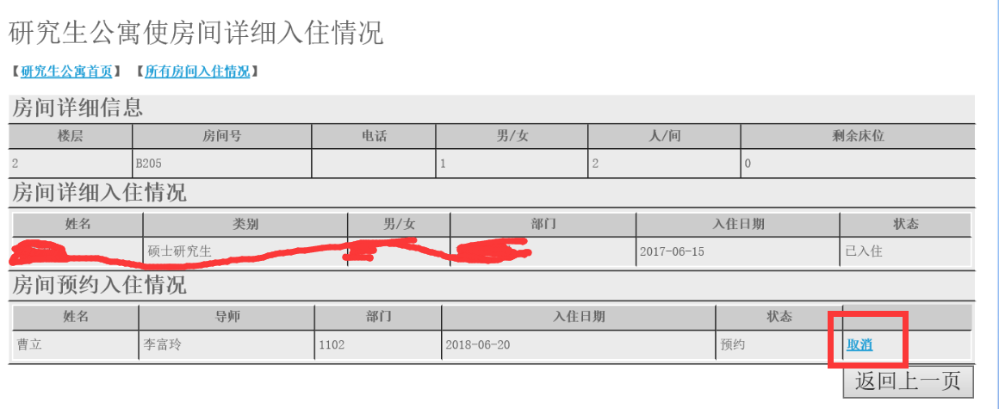 研究生公寓使房间详细入住情况
【研究生公寓首页】 【所有房间入住情况】
房间详细信息
楼层 房间号 电话 男/女 人/间 剩余床位
2 B205 1 2 0
房间详细入住情况
姓名 类别 男/女 部门 入住日期 状态
硕士研究生 2017-06-15 已入住
房间预约入住情况
姓名 导师 部门 入住日期 状态
曹立 李富玲 1102 2018-06-20 预约 取消
返回上一页